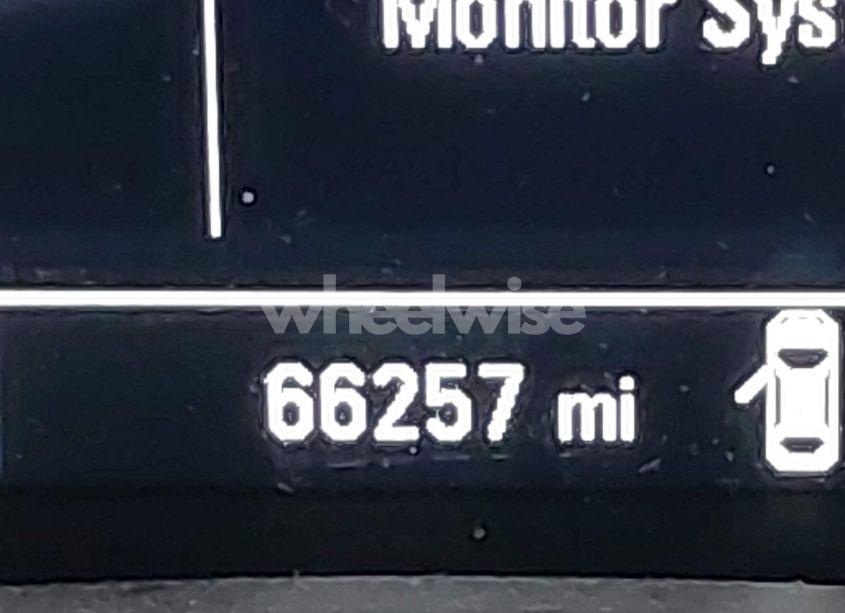 Monitor Sys
wheelwise
66257 mi